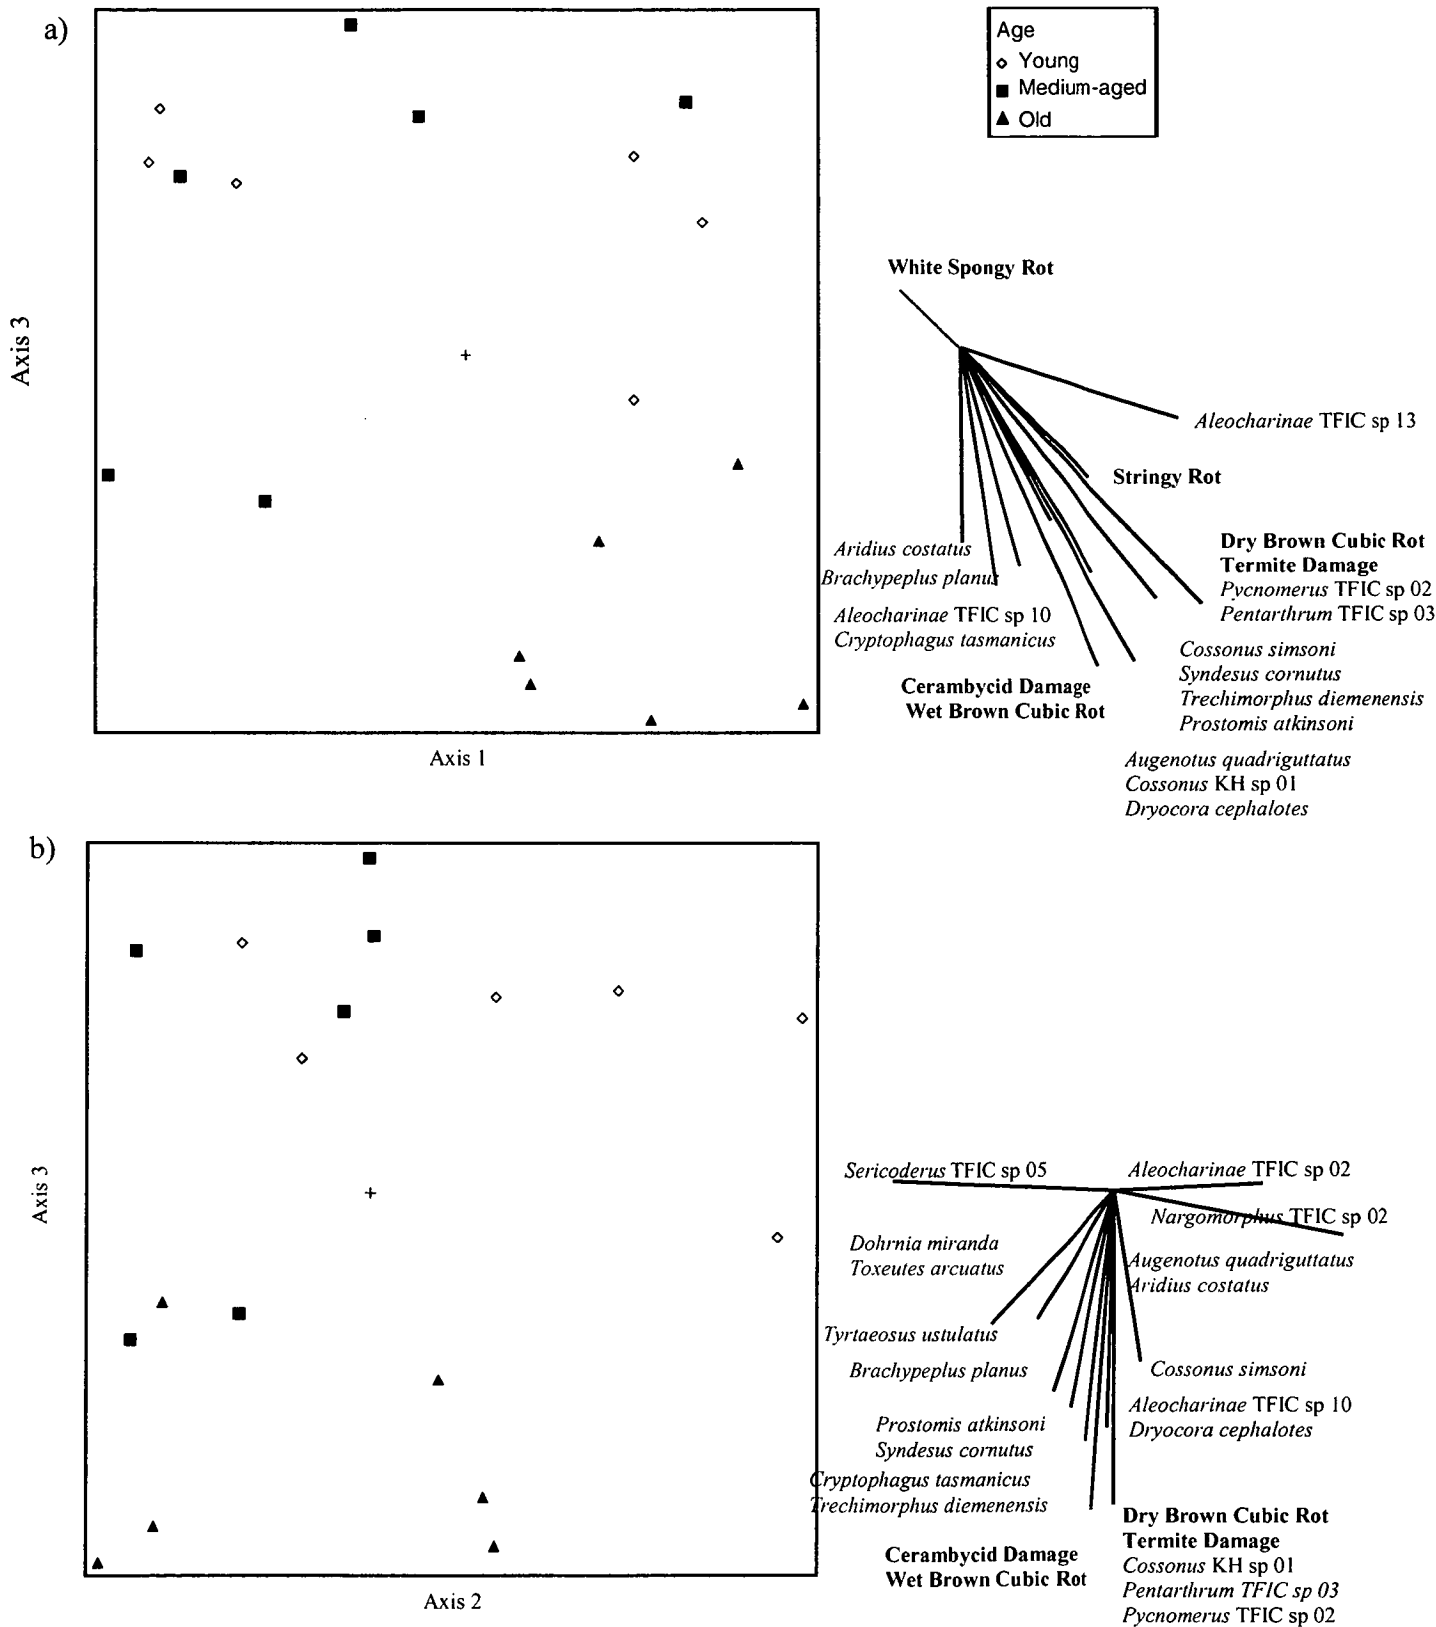 a)
Age
Young
Medium-aged
Old
Axis 3
White Spongy Rot
Aleocharinae TFIC sp 13
Stringy Rot
Aridius costatus
Brachypeplus planus
Dry Brown Cubic Rot
Termite Damage
Pycnomerus TFIC sp 02
Pentarthrum TFIC sp 03
Aleocharinae TFIC sp 10
Cryptophagus tasmanicus
Cossonus simsoni
Syndesus cornutus
Trechimorphus diemenensis
Prostomis atkinsoni
Cerambycid Damage
Wet Brown Cubic Rot
Axis 1
Augenotus quadriguttatus
Cossonus KH sp 01
Dryocora cephalotes
b)
Axis 3
Sericoderus TFIC sp 05
Aleocharinae TFIC sp 02
Nargomorphus TFIC sp 02
Dohrnia miranda
Toxeutes arcuatus
Augenotus quadriguttatus
Aridius costatus
Tyrtaeosus ustulatus
Brachypeplus planus
Cossonus simsoni
Aleocharinae TFIC sp 10
Dryocora cephalotes
Prostomis atkinsoni
Syndesus cornutus
Cryptophagus tasmanicus
Trechimorphus diemenensis
Dry Brown Cubic Rot
Termite Damage
Cossonus KH sp 01
Pentarthrum TFIC sp 03
Pycnomerus TFIC sp 02
Cerambycid Damage
Wet Brown Cubic Rot
Axis 2